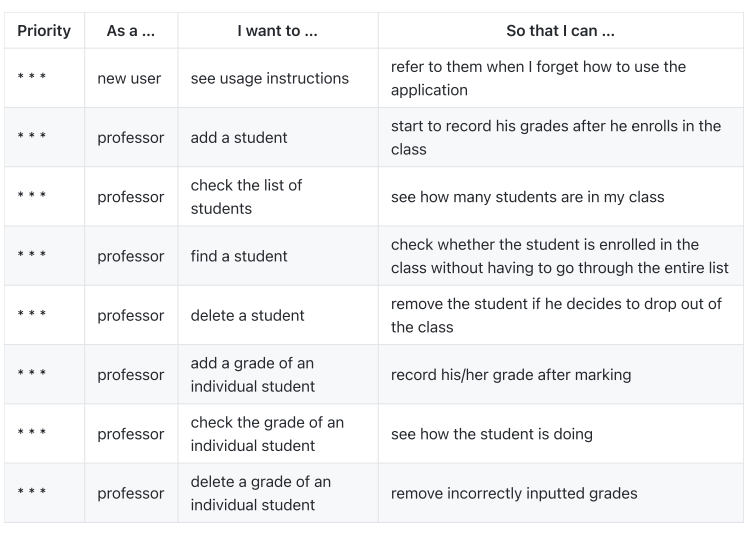 Priority As a ... I want to ... So that I can ...
* * * new user see usage instructions refer to them when I forget how to use the
application
* * * professor add a student start to record his grades after he enrolls in the
class
* * * professor check the list of
students see how many students are in my class
* * * professor find a student check whether the student is enrolled in the
class without having to go through the entire list
* * * professor delete a student remove the student if he decides to drop out of
the class
* * * professor add a grade of an
individual student record his/her grade after marking
* * * professor check the grade of an
individual student see how the student is doing
* * * professor delete a grade of an
individual student remove incorrectly inputted grades